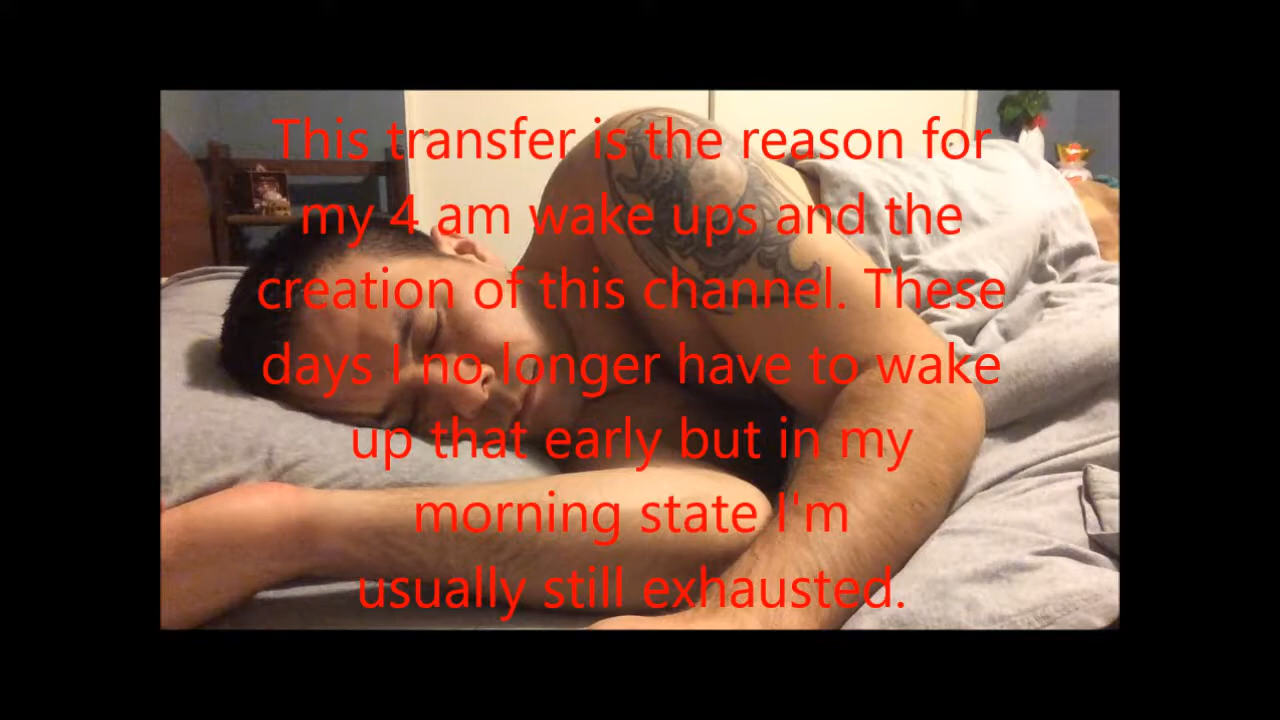 This transfer is the reason for
my 4 am wake ups and the
creation of this channel. These
days I no longer have to wake
up that early but in my
morning state I'm
usually still exhausted.